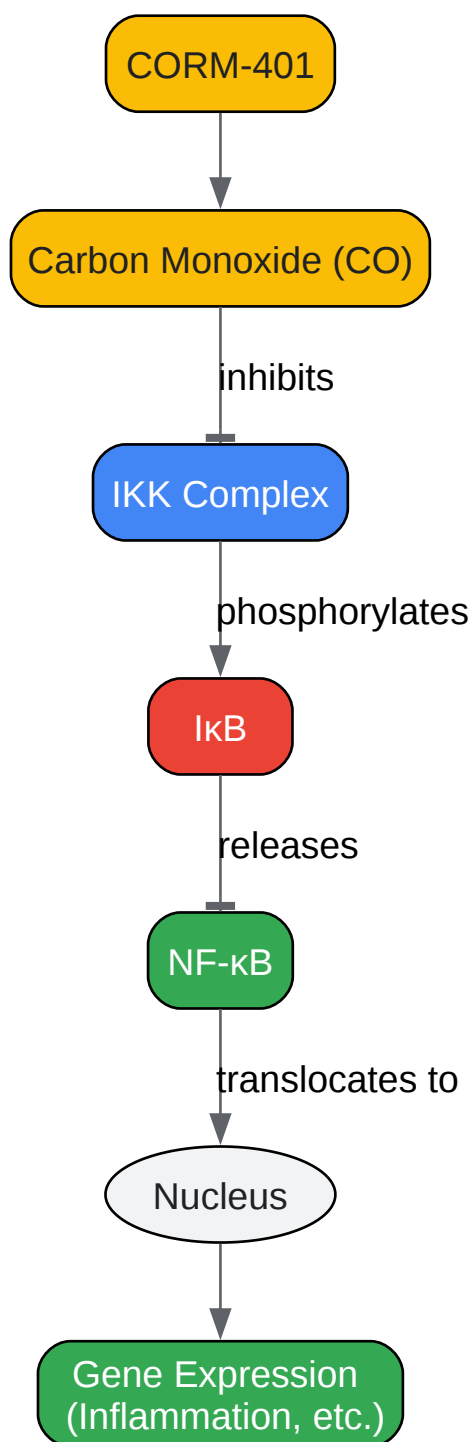 CORM-401
Carbon Monoxide (CO)
inhibits
IKK Complex
phosphorylates
IκB
releases
NF-κB
translocates to
Nucleus
Gene Expression
(Inflammation, etc.)